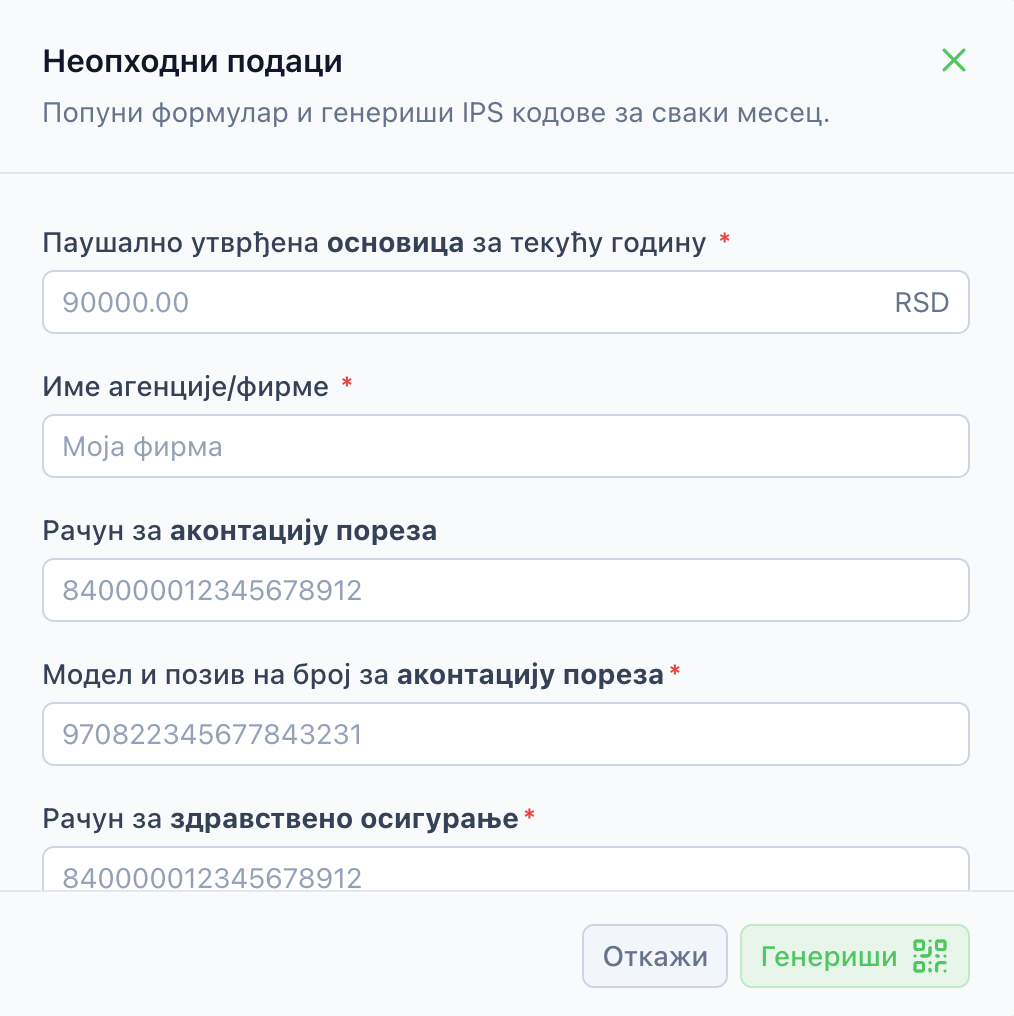 Неопходни подаци
Попуни формулар и генериши IPS кодове за сваки месец.
Паушално утврђена основица за текућу годину *
90000.00 RSD
Име агенције/фирме *
Моја фирма
Рачун за аконтацију пореза
840000012345678912
Модел и позив на број за аконтацију пореза *
970822345677843231
Рачун за здравствено осигурање *
840000012345678912
Откажи Генериши